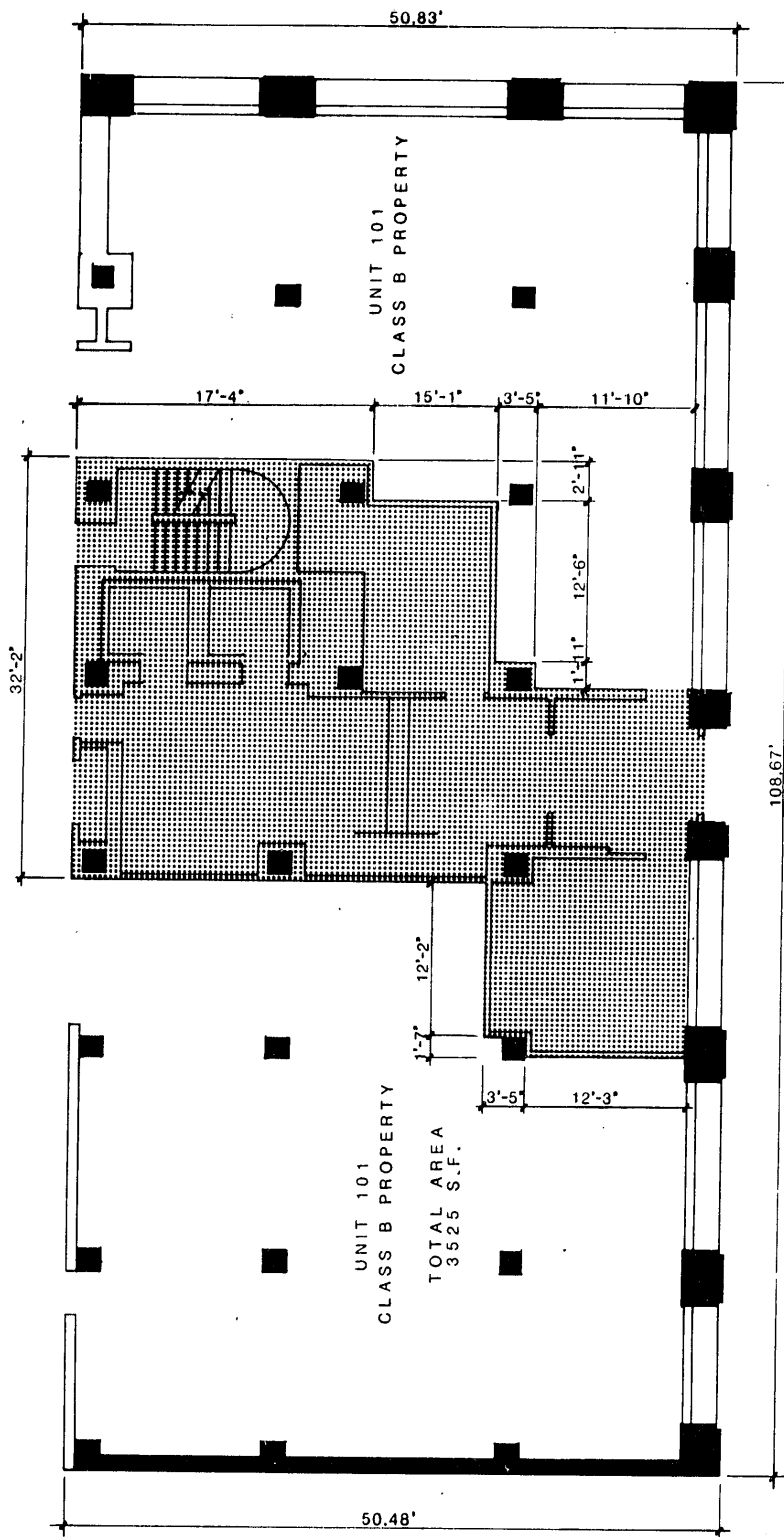 50.83'
UNIT 101
CLASS B PROPERTY
17'-4"
15'-1"
3'-5"
11'-10"
2'-11"
12'-6"
1'-11"
32'-2"
108.67'
12'-2"
1'-7"
3'-5"
12'-3"
UNIT 101
CLASS B PROPERTY
TOTAL AREA
3525 S.F.
50.48'